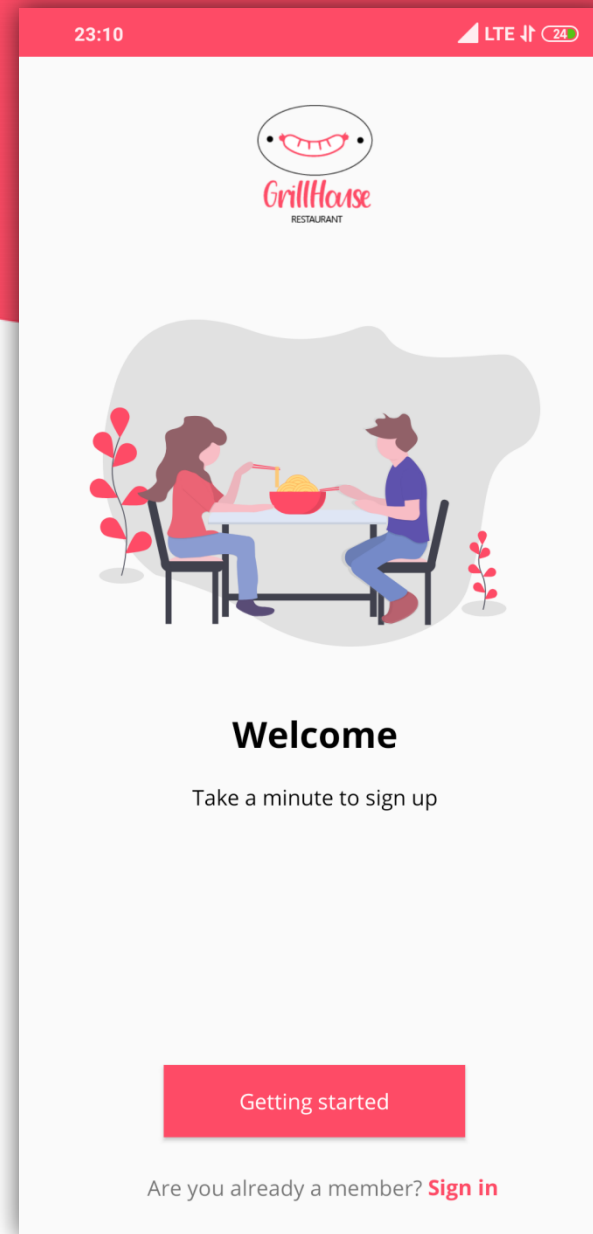 23:10 LTE 24
GrillHouse
RESTAURANT
Welcome
Take a minute to sign up
Getting started
Are you already a member? Sign in